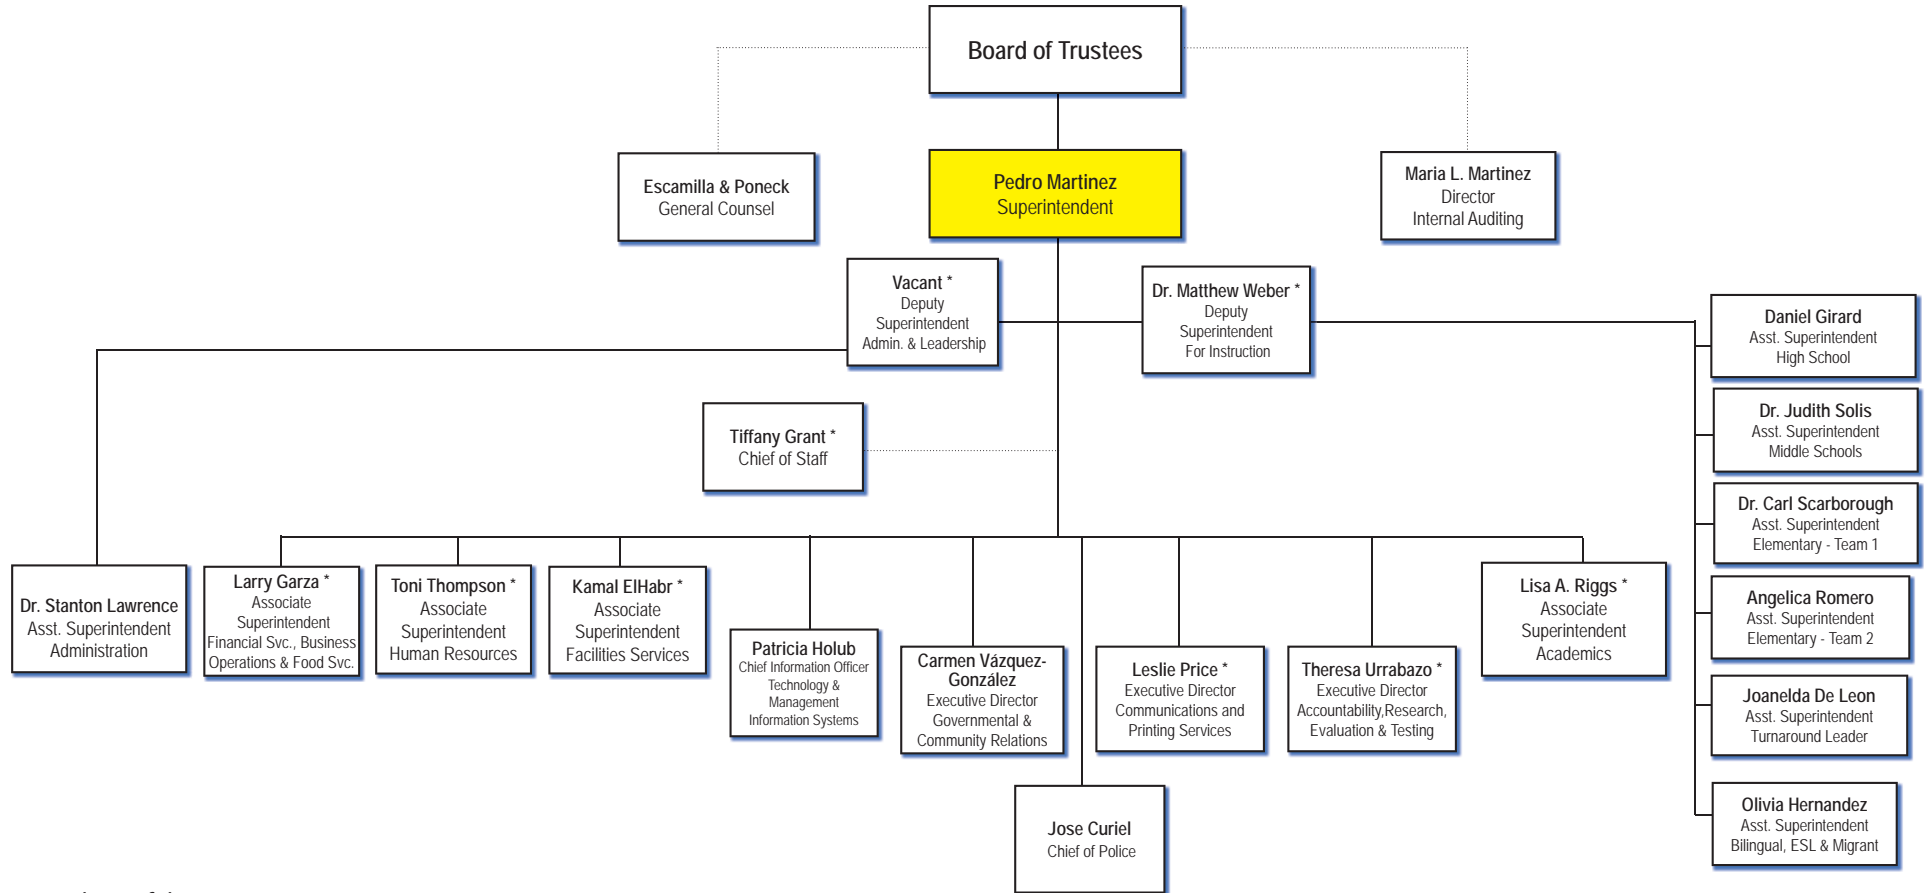 Board of Trustees
Escamilla & Poneck
General Counsel
Pedro Martinez
Superintendent
Maria L. Martinez
Director
Internal Auditing
Vacant *
Deputy
Superintendent
Admin. & Leadership
Dr. Matthew Weber *
Deputy
Superintendent
For Instruction
Daniel Girard
Asst. Superintendent
High School
Dr. Judith Solis
Asst. Superintendent
Middle Schools
Dr. Carl Scarborough
Asst. Superintendent
Elementary - Team 1
Angelica Romero
Asst. Superintendent
Elementary - Team 2
Joanelda De Leon
Asst. Superintendent
Turnaround Leader
Olivia Hernandez
Asst. Superintendent
Bilingual, ESL & Migrant
Tiffany Grant *
Chief of Staff
Dr. Stanton Lawrence
Asst. Superintendent
Administration
Larry Garza *
Associate
Superintendent
Financial Svc., Business
Operations & Food Svc.
Toni Thompson *
Associate
Superintendent
Human Resources
Kamal ElHabr *
Associate
Superintendent
Facilities Services
Patricia Holub
Chief Information Officer
Technology &
Management
Information Systems
Carmen Vázquez-
González
Executive Director
Governmental &
Community Relations
Leslie Price *
Executive Director
Communications and
Printing Services
Theresa Urrabazo *
Executive Director
Accountability,Research,
Evaluation & Testing
Lisa A. Riggs *
Associate
Superintendent
Academics
Jose Curiel
Chief of Police